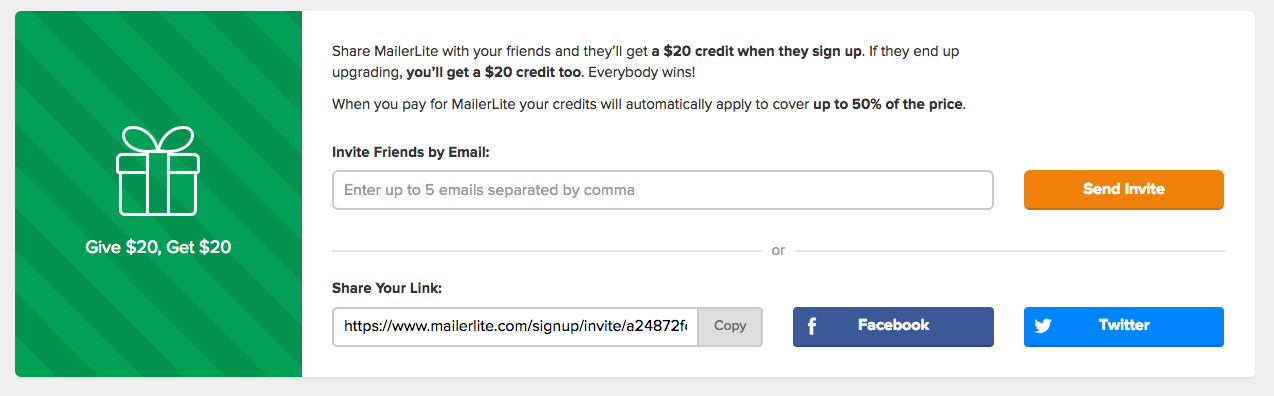 Share MailerLite with your friends and they'll get a $20 credit when they sign up. If they end up
upgrading, you'll get a $20 credit too. Everybody wins!
When you pay for MailerLite your credits will automatically apply to cover up to 50% of the price.
Give $20, Get $20
Invite Friends by Email:
Enter up to 5 emails separated by comma
Send Invite
or
Share Your Link:
https://www.mailerlite.com/signup/invite/a24872f
Copy
Facebook
Twitter